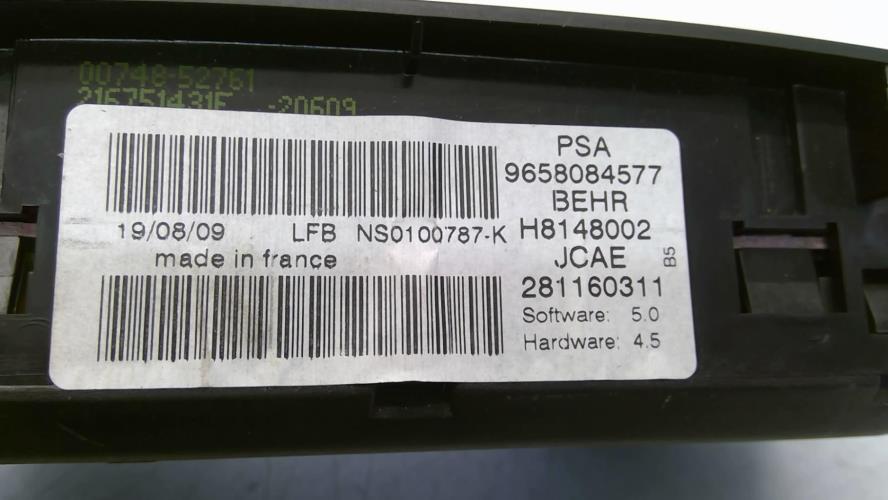 00748-52761
216751431F -20609
PSA
9658084577
BEHR
19/08/09 LFB NS0100787-K H8148002
made in france JCAE B5
281160311
Software: 5.0
Hardware: 4.5